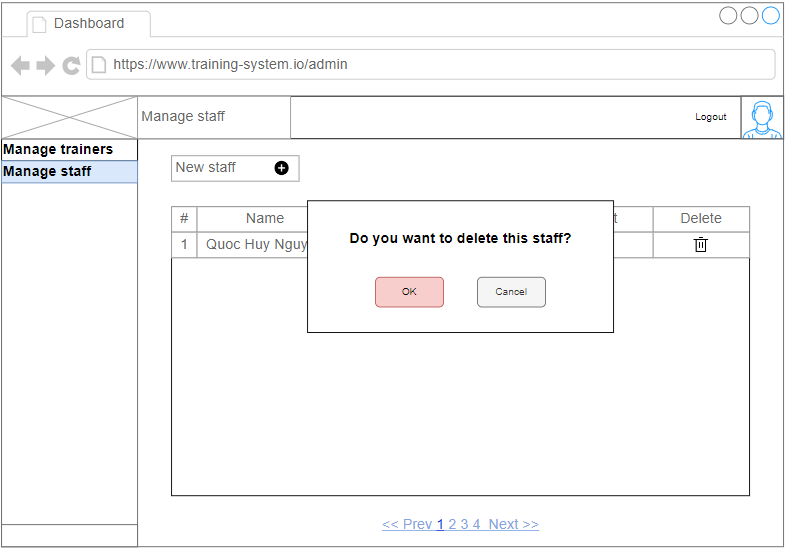 Dashboard
https://www.training-system.io/admin
Manage staff
Logout
Manage trainers
Manage staff
New staff
# Name t Delete
1 Quoc Huy Nguy
Do you want to delete this staff?
OK Cancel
<< Prev 1 2 3 4 Next >>